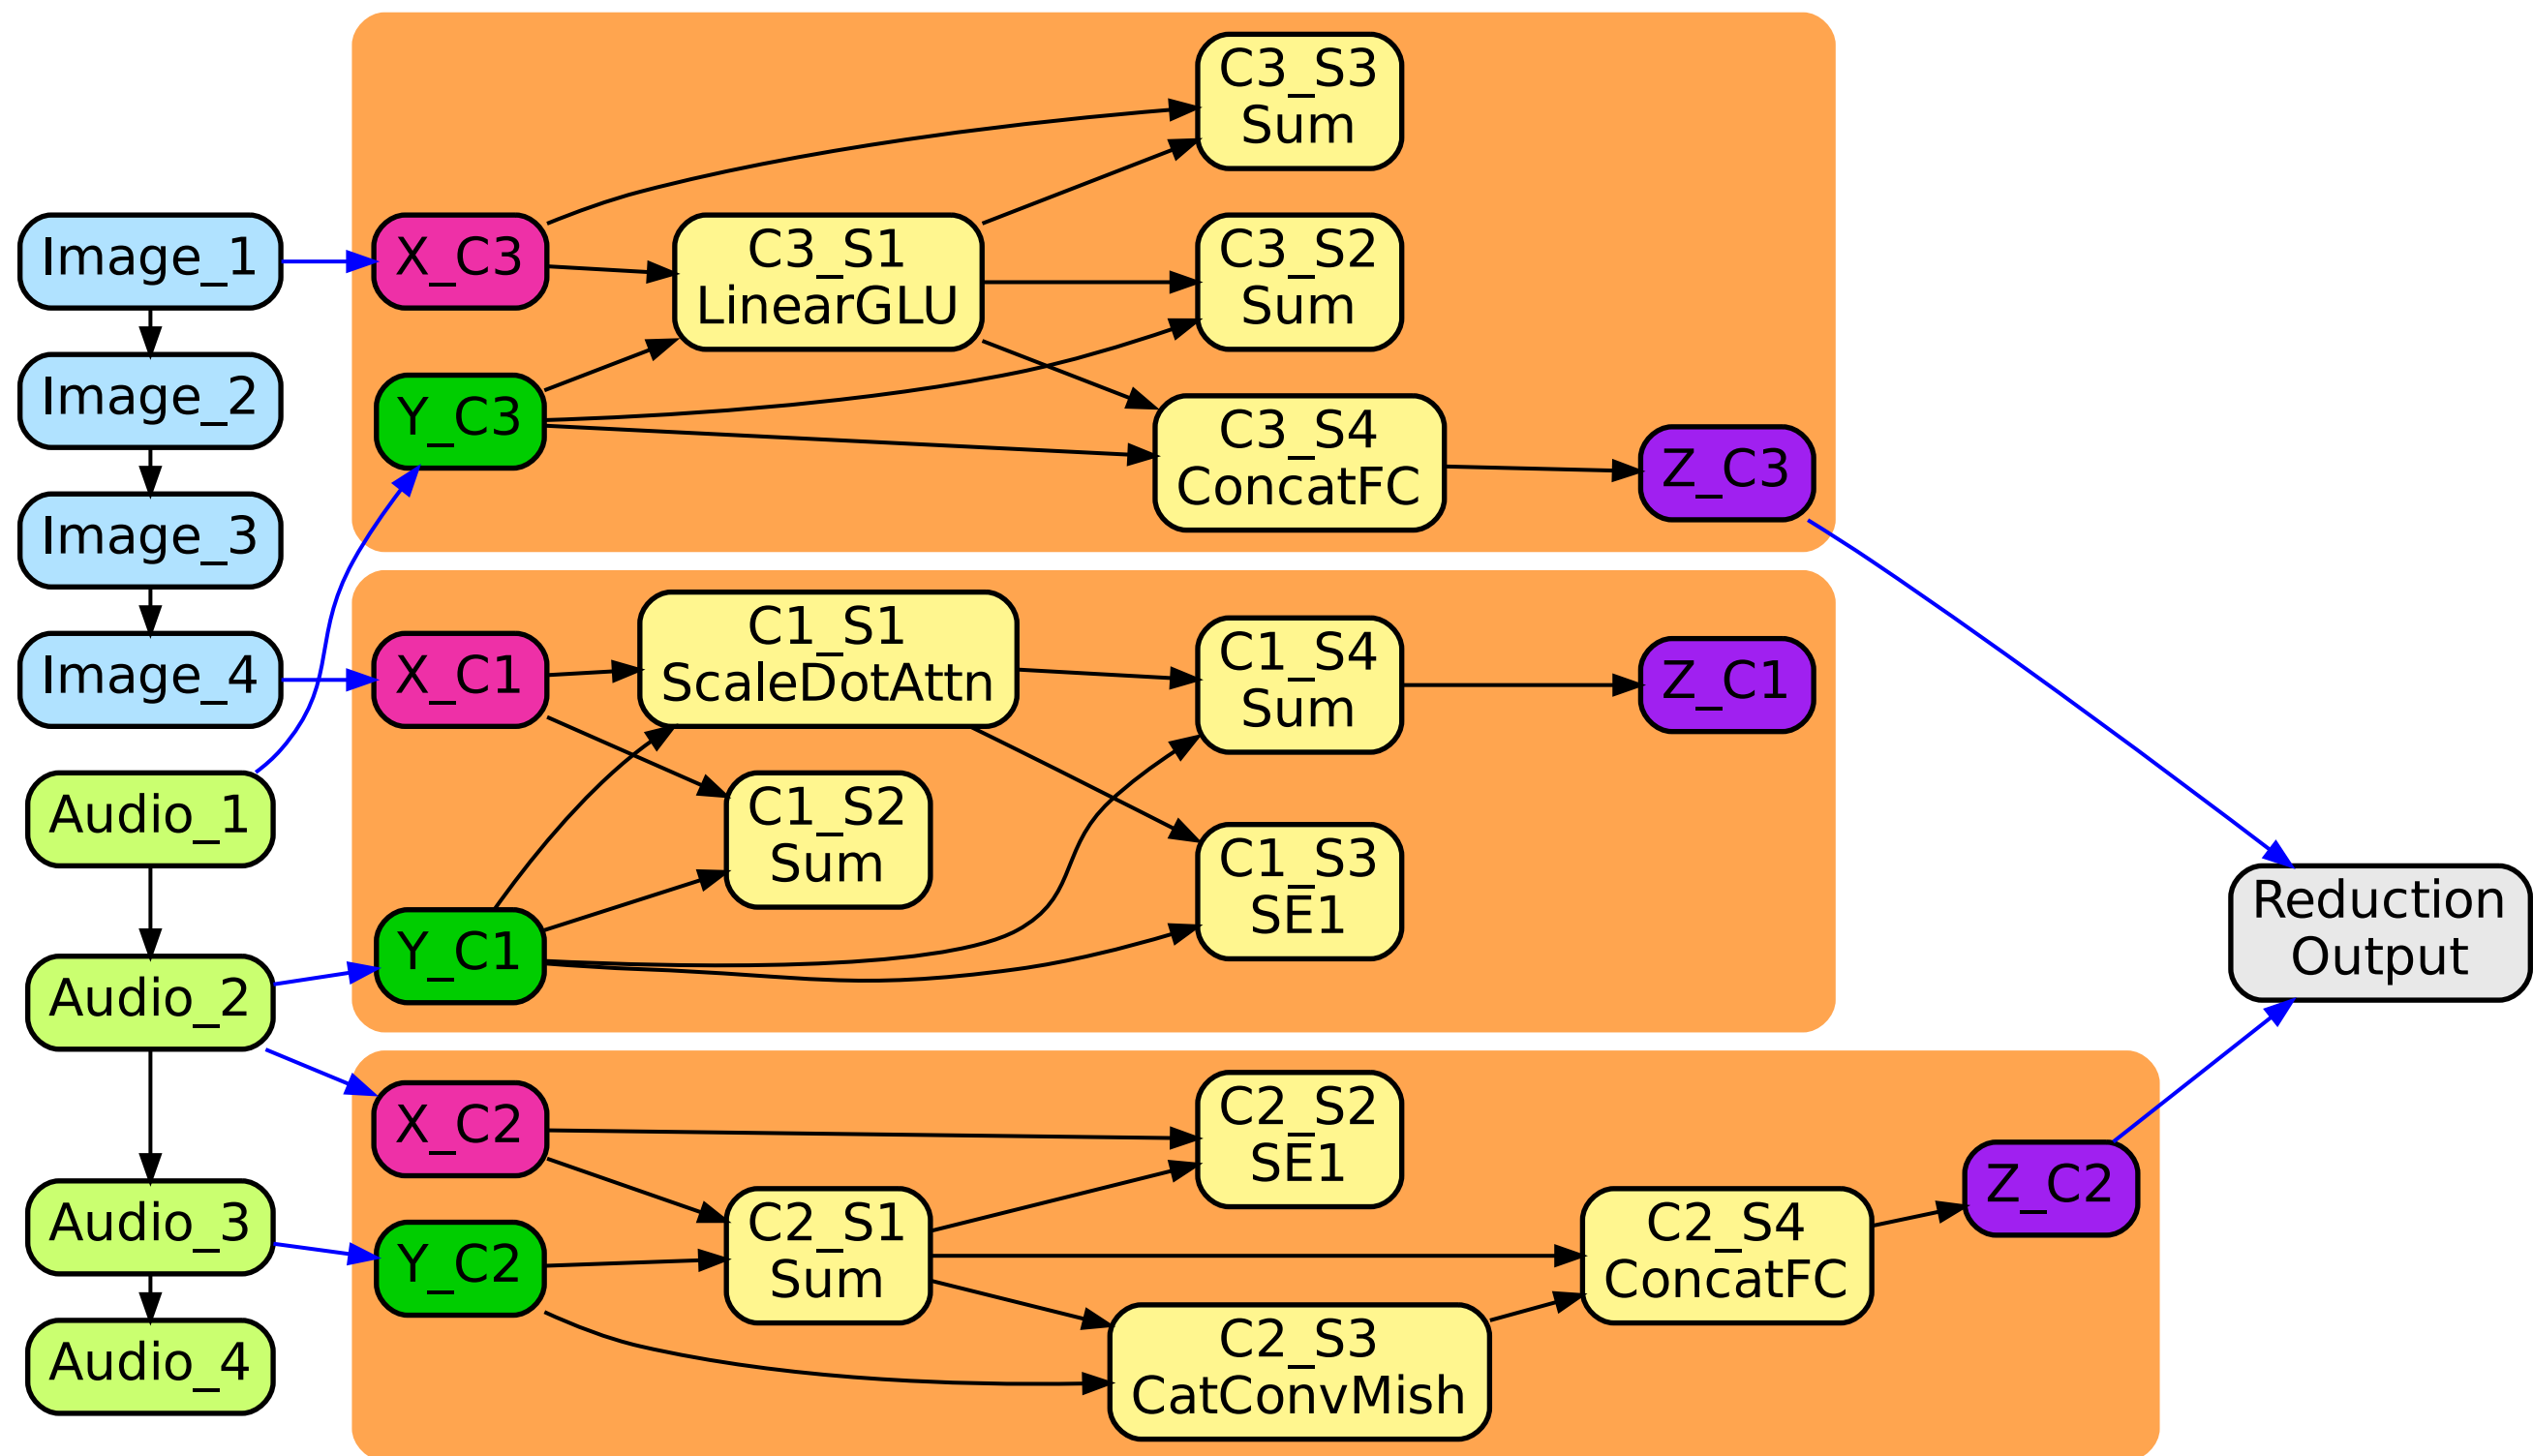 Image_1
Image_2
Image_3
Image_4
Audio_1
Audio_2
Audio_3
Audio_4
X_C3
Y_C3
C3_S1
LinearGLU
C3_S3
Sum
C3_S2
Sum
C3_S4
ConcatFC
Z_C3
X_C1
Y_C1
C1_S1
ScaleDotAttn
C1_S2
Sum
C1_S4
Sum
C1_S3
SE1
Z_C1
X_C2
Y_C2
C2_S1
Sum
C2_S2
SE1
C2_S3
CatConvMish
C2_S4
ConcatFC
Z_C2
Reduction
Output